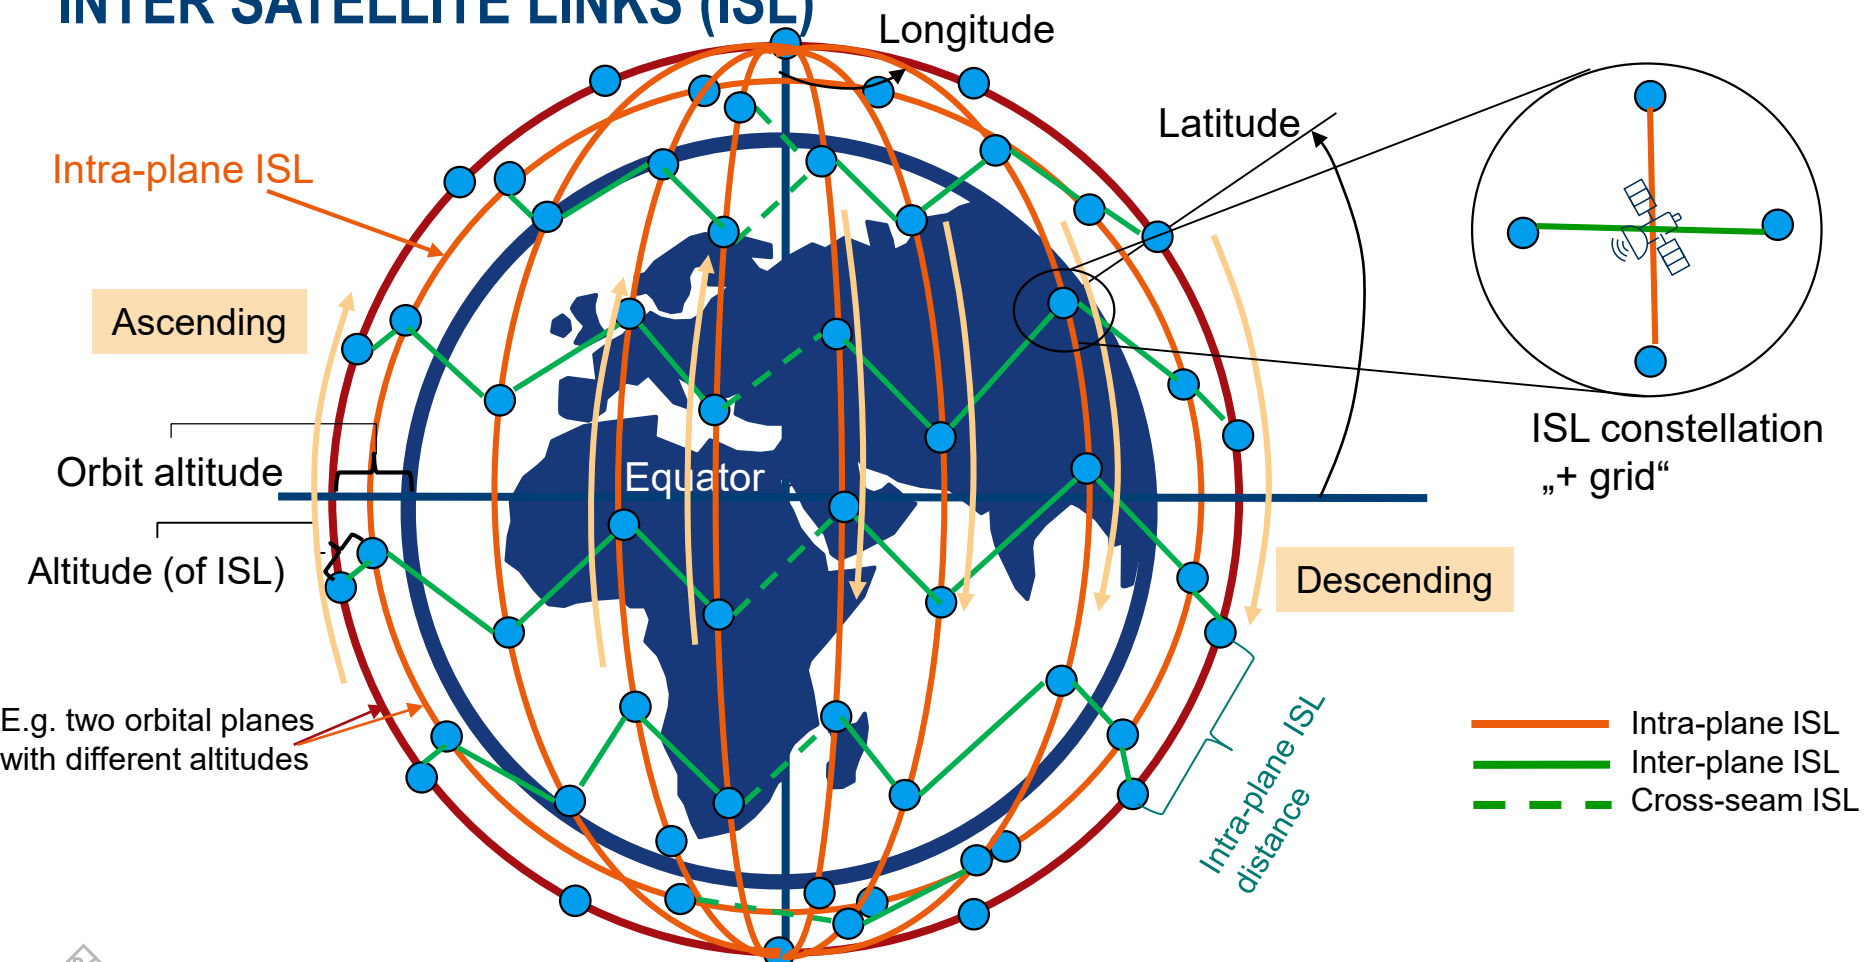 INTER SATELLITE LINKS (ISL)
Longitude
Latitude
Intra-plane ISL
Ascending
ISL constellation
„+ grid“
Orbit altitude
Equator
Altitude (of ISL)
Descending
E.g. two orbital planes
with different altitudes
Intra-plane ISL
distance
Intra-plane ISL
Inter-plane ISL
Cross-seam ISL